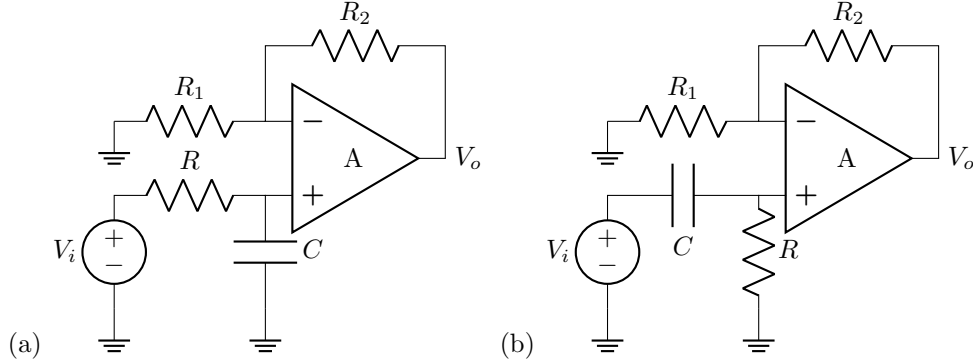 R₂
R₁
−
A
R
+
Vₒ
Vᵢ
+
−
C
(a)
R₂
R₁
−
A
C
+
Vₒ
Vᵢ
+
−
R
(b)